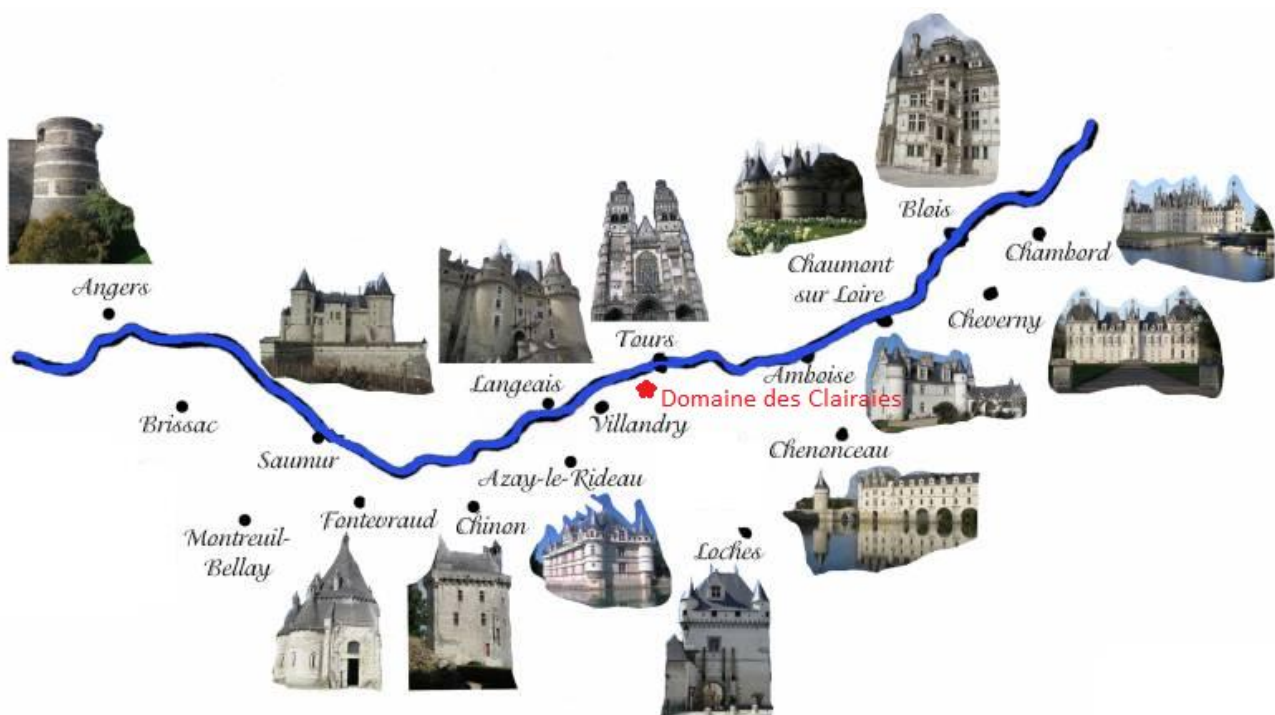 Blois
Chambord
Chaumont
sur Loire
Cheverny
Angers
Tours
Amboise
Langeais
Domaine des Clairaies
Villandry
Brissac
Chenonceau
Saumur
Azay-le-Rideau
Fontevraud
Chinon
Montreuil-
Bellay
Loches